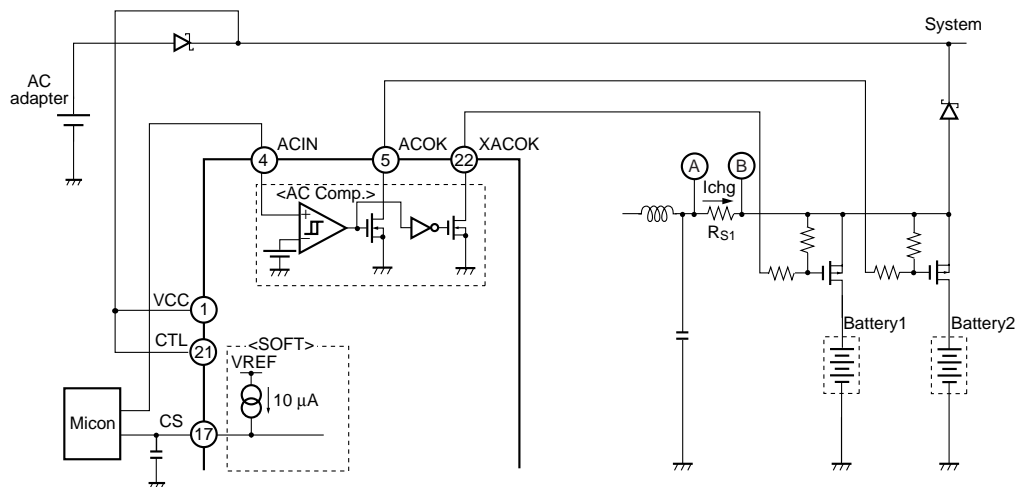 System
AC
adapter
ACIN
ACOK
XACOK
4
5
22
A
B
<AC Comp.>
Ichg
+
−
RS1
VCC
1
CTL
21
Battery1
Battery2
<SOFT>
VREF
10 μA
Micon
CS
17